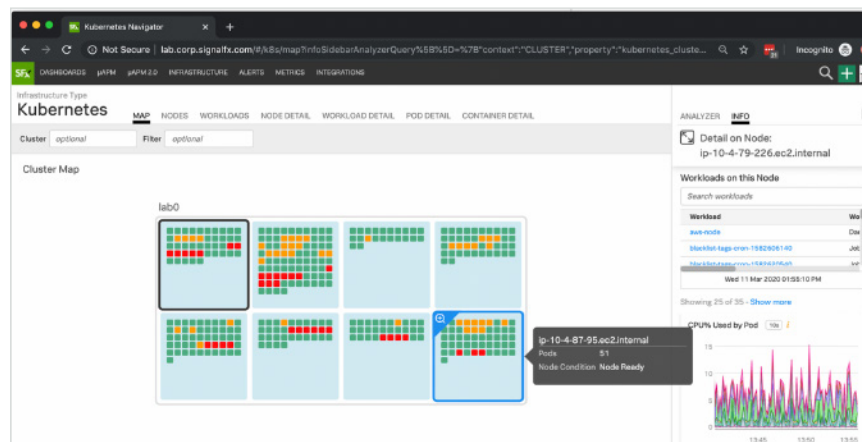 Kubernetes Navigator
Not Secure | lab.corp.signalfx.com/#/k8s/map?infoSidebarAnalyzerQuery%5B%5D=%7B"context":"CLUSTER","property":"kubernetes_cluste...
Incognito
SFx DASHBOARDS µAPM µAPM 2.0 INFRASTRUCTURE ALERTS METRICS INTEGRATIONS
Infrastructure Type
Kubernetes
MAP NODES WORKLOADS NODE DETAIL WORKLOAD DETAIL POD DETAIL CONTAINER DETAIL
Cluster optional Filter optional
Cluster Map
lab0
ip-10-4-87-95.ec2.internal
Pods 51
Node Condition Node Ready
ANALYZER INFO
Detail on Node:
ip-10-4-79-226.ec2.internal
Workloads on this Node
Search workloads
Workload Wo
aws-node Dae
blacklist-tags-cron-1582606140 Job
Wed 11 Mar 2020 01:55:10 PM
Showing 25 of 35 - Show more
CPU% Used by Pod 10s i
15
10
5
0
13:45 13:50 13:55